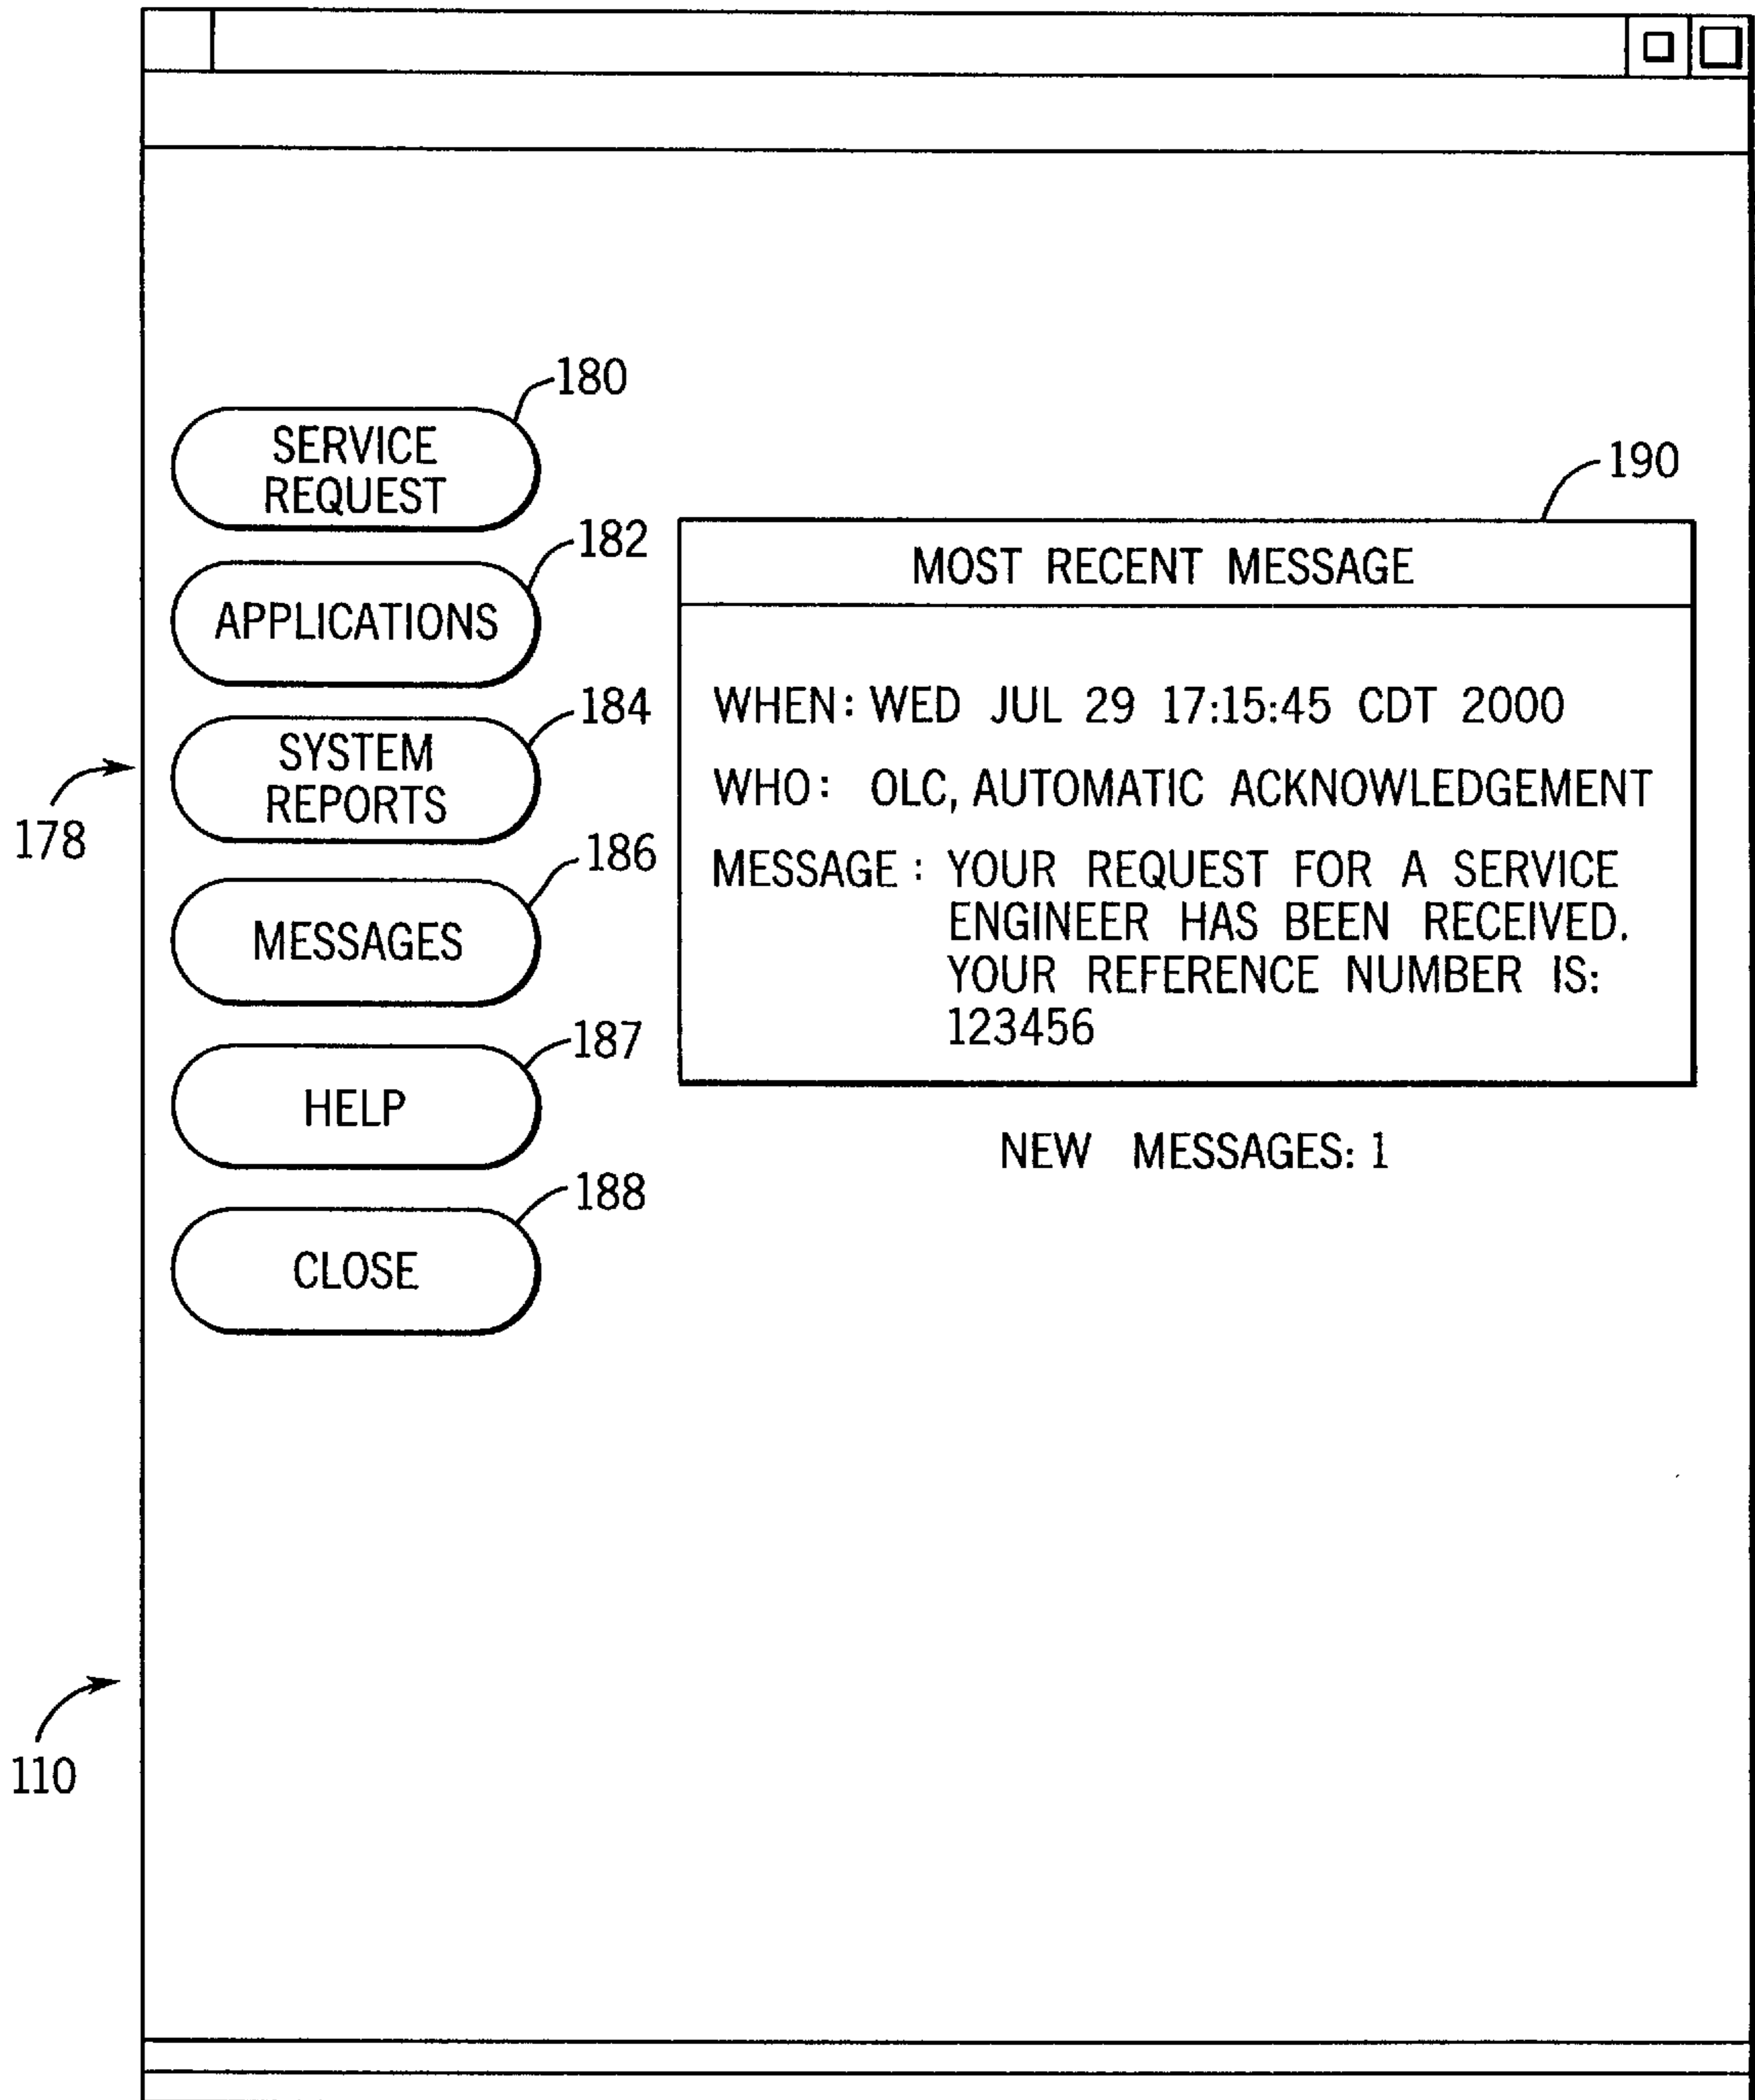 180
SERVICE
REQUEST
190
182
MOST RECENT MESSAGE
APPLICATIONS
184
WHEN: WED JUL 29 17:15:45 CDT 2000
SYSTEM
REPORTS
WHO: OLC, AUTOMATIC ACKNOWLEDGEMENT
178
186
MESSAGE: YOUR REQUEST FOR A SERVICE
ENGINEER HAS BEEN RECEIVED.
YOUR REFERENCE NUMBER IS:
123456
MESSAGES
187
HELP
NEW MESSAGES: 1
188
CLOSE
110